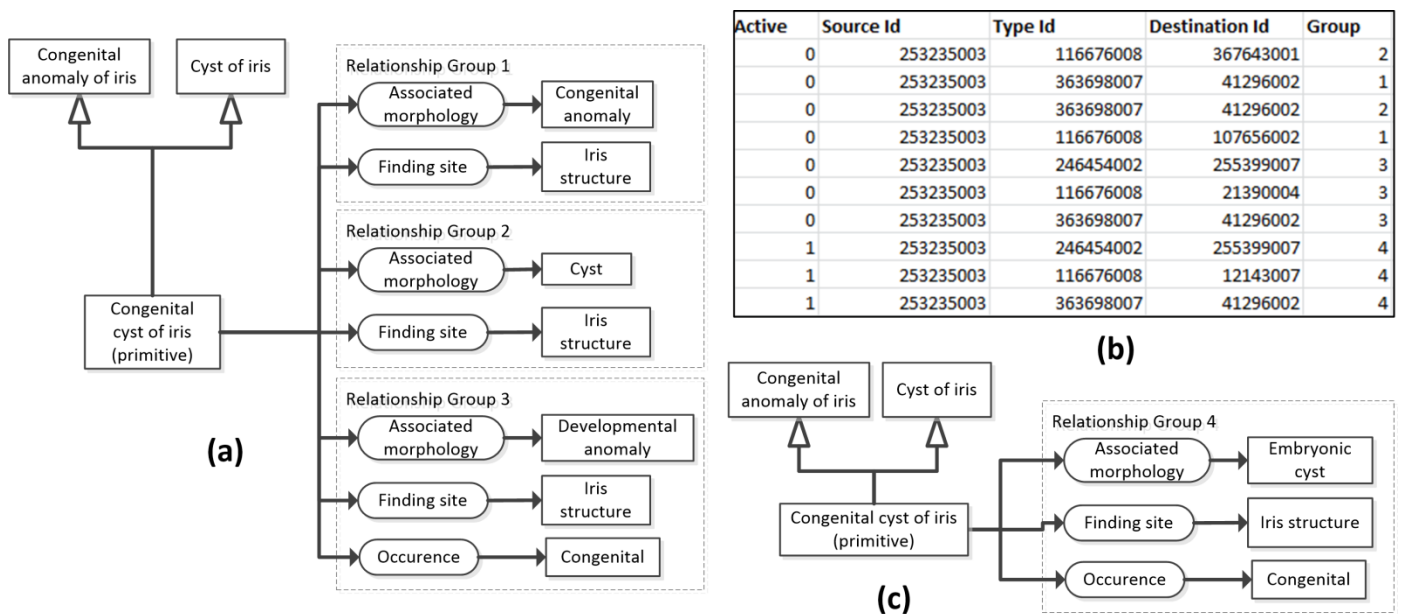 Congenital
anomaly of iris
Cyst of iris
Congenital
cyst of iris
(primitive)
Relationship Group 1
Associated
morphology
Congenital
anomaly
Finding site
Iris
structure
Relationship Group 2
Associated
morphology
Cyst
Finding site
Iris
structure
Relationship Group 3
Associated
morphology
Developmental
anomaly
Finding site
Iris
structure
Occurence
Congenital
(a)
Active Source Id Type Id Destination Id Group
0 253235003 116676008 367643001 2
0 253235003 363698007 41296002 1
0 253235003 363698007 41296002 2
0 253235003 116676008 107656002 1
0 253235003 246454002 255399007 3
0 253235003 116676008 21390004 3
0 253235003 363698007 41296002 3
1 253235003 246454002 255399007 4
1 253235003 116676008 12143007 4
1 253235003 363698007 41296002 4
(b)
Congenital
anomaly of iris
Cyst of iris
Congenital cyst of iris
(primitive)
Relationship Group 4
Associated
morphology
Embryonic
cyst
Finding site
Iris structure
Occurence
Congenital
(c)